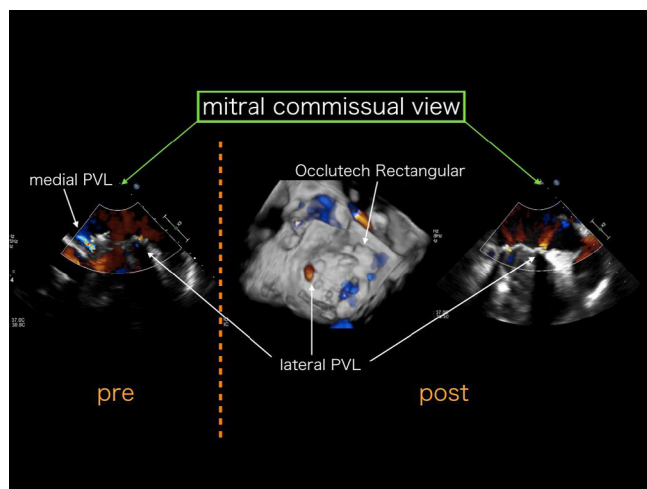 mitral commissual view
medial PVL
Occlutech Rectangular
lateral PVL
pre
post